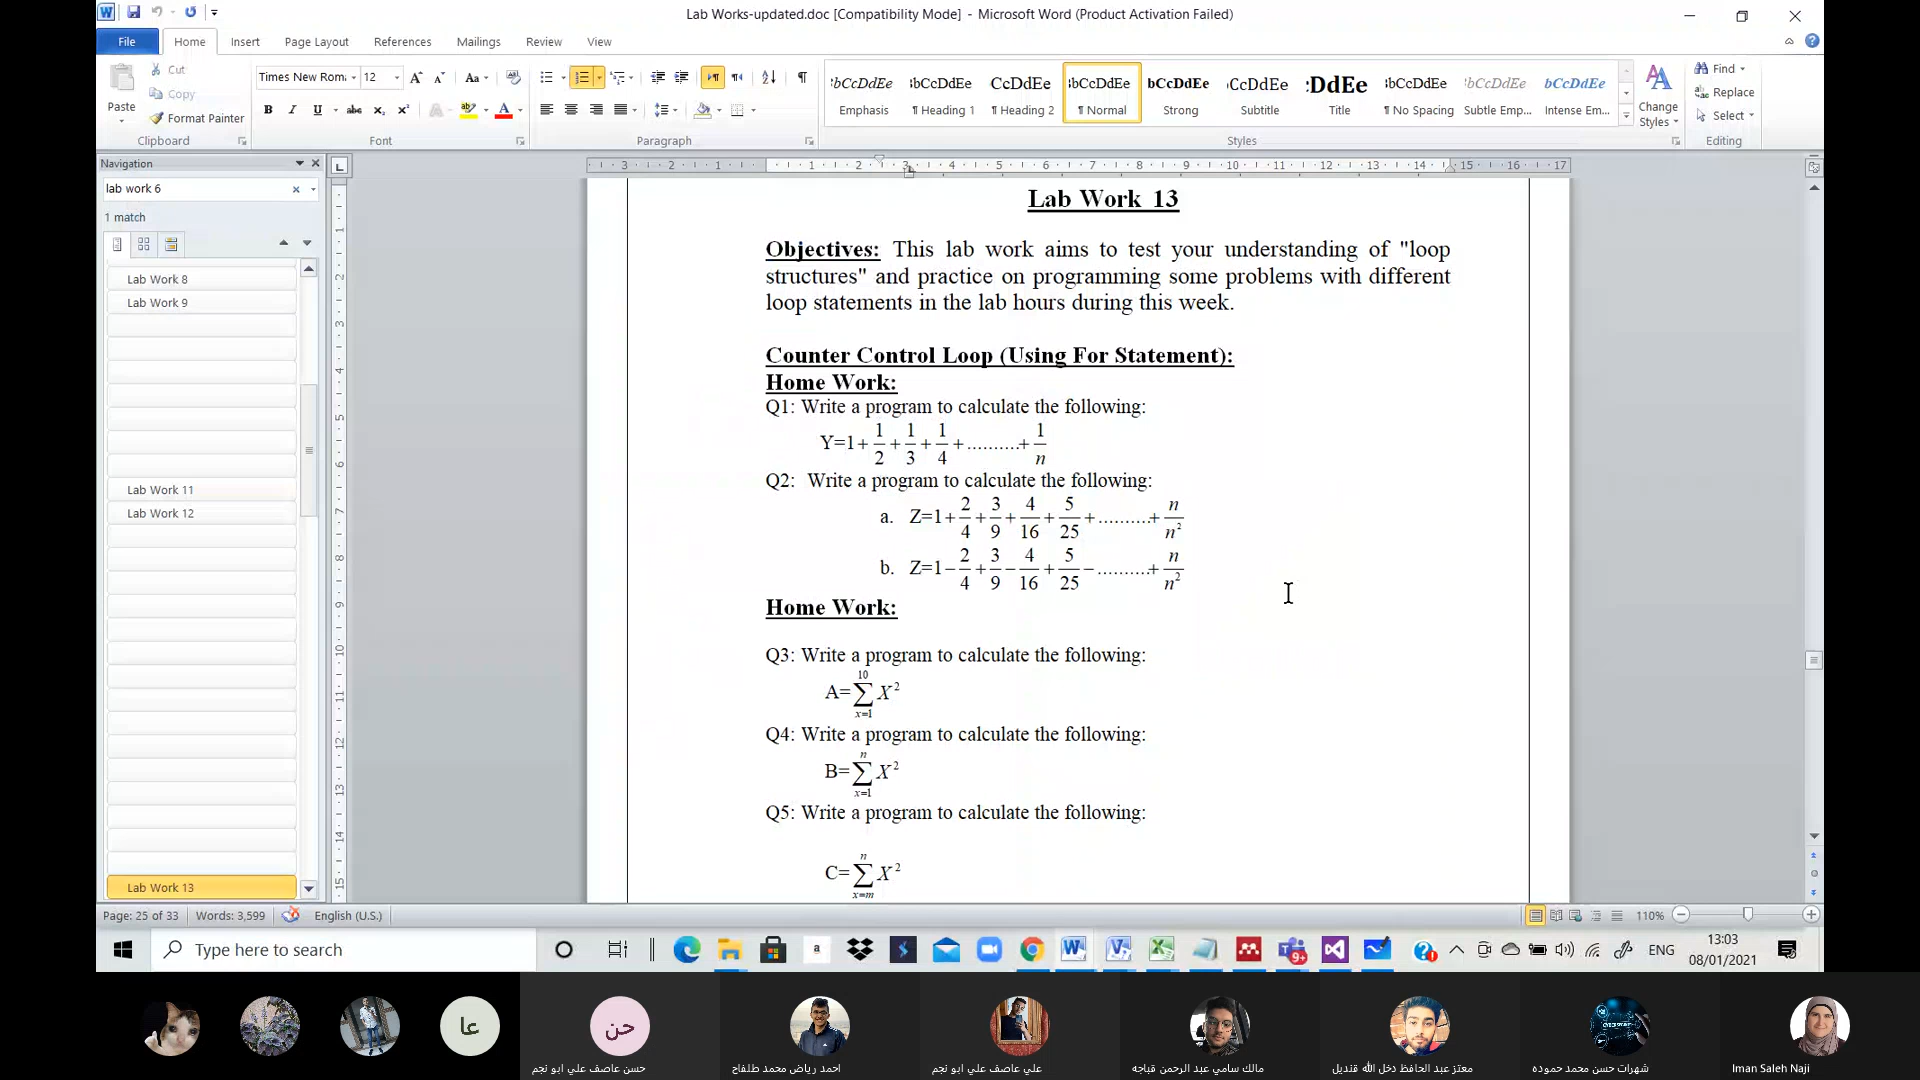 Lab Works-updated.doc [Compatibility Mode] - Microsoft Word (Product Activation Failed)
File Home Insert Page Layout References Mailings Review View
Cut
Copy
Format Painter
Paste
Clipboard
Times New Roma 12
Font
Paragraph
Emphasis ¶ Heading 1 ¶ Heading 2 ¶ Normal Strong Subtitle Title ¶ No Spacing Subtle Emp... Intense Em...
Change Styles
Styles
Find
Replace
Select
Editing
Navigation
lab work 6
1 match
Lab Work 8
Lab Work 9
Lab Work 11
Lab Work 12
Lab Work 13
Lab Work 13
Objectives: This lab work aims to test your understanding of "loop
structures" and practice on programming some problems with different
loop statements in the lab hours during this week.
Counter Control Loop (Using For Statement):
Home Work:
Q1: Write a program to calculate the following:
Y=1+1/2+1/3+1/4+..........+1/n
Q2: Write a program to calculate the following:
a. Z=1+2/4+3/9+4/16+5/25+..........+n/n²
b. Z=1−2/4+3/9−4/16+5/25−..........+n/n²
Home Work:
Q3: Write a program to calculate the following:
A=∑_{x=1}^{10} X²
Q4: Write a program to calculate the following:
B=∑_{x=1}^{n} X²
Q5: Write a program to calculate the following:
C=∑_{x=m}^{n} X²
Page: 25 of 33 Words: 3,599 English (U.S.) 110%
Type here to search
ENG
13:03
08/01/2021
عا
حن
حسن عاصف علي ابو نجم
احمد رياض محمد طلفاح
علي عاصف علي ابو نجم
مالك سامي عبد الرحمن قباجه
معتز عبد الحافظ دخل الله قنديل
شهرات حسن محمد حموده
Iman Saleh Naji